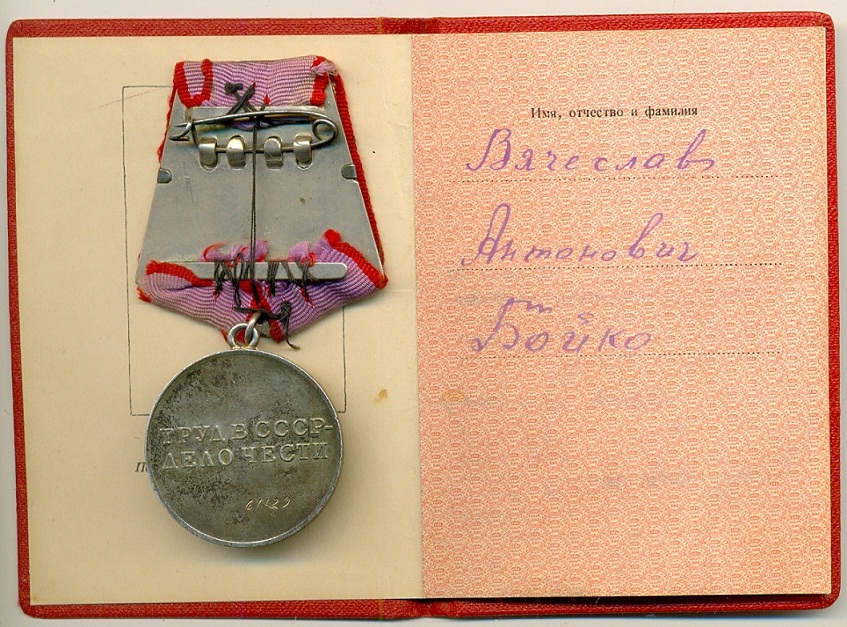 ТРУД В СССР-
ДЕЛО ЧЕСТИ
Имя, отчество и фамилия
Вячеслав
Антонович
Бойко